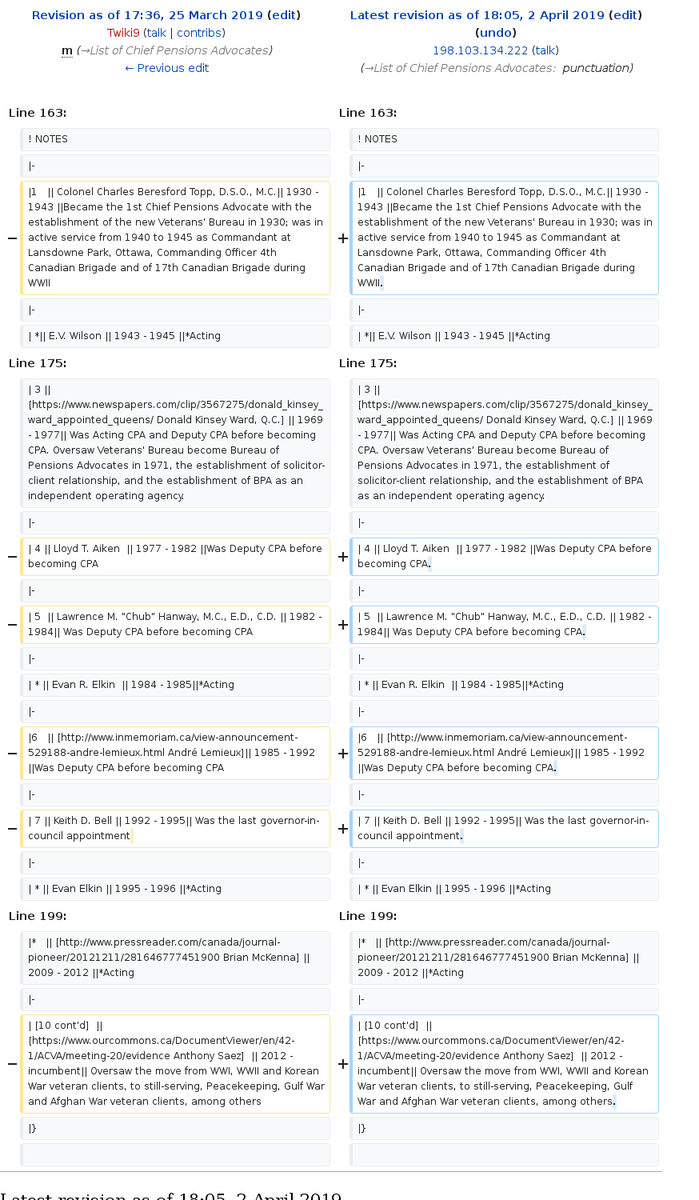 Revision as of 17:36, 25 March 2019 (edit)
Twiki9 (talk | contribs)
m (→List of Chief Pensions Advocates)
← Previous edit
Latest revision as of 18:05, 2 April 2019 (edit)
(undo)
198.103.134.222 (talk)
(→List of Chief Pensions Advocates: punctuation)
Line 163:
Line 163:
! NOTES
! NOTES
|-
|-
− |1 || Colonel Charles Beresford Topp, D.S.O., M.C.|| 1930 -
1943 ||Became the 1st Chief Pensions Advocate with the
establishment of the new Veterans' Bureau in 1930; was in
active service from 1940 to 1945 as Commandant at
Lansdowne Park, Ottawa, Commanding Officer 4th
Canadian Brigade and of 17th Canadian Brigade during
WWII
+ |1 || Colonel Charles Beresford Topp, D.S.O., M.C.|| 1930 -
1943 ||Became the 1st Chief Pensions Advocate with the
establishment of the new Veterans' Bureau in 1930; was in
active service from 1940 to 1945 as Commandant at
Lansdowne Park, Ottawa, Commanding Officer 4th
Canadian Brigade and of 17th Canadian Brigade during
WWII.
|-
|-
| *|| E.V. Wilson || 1943 - 1945 ||*Acting
| *|| E.V. Wilson || 1943 - 1945 ||*Acting
Line 175:
Line 175:
| 3 ||
[https://www.newspapers.com/clip/3567275/donald_kinsey_
ward_appointed_queens/ Donald Kinsey Ward, Q.C.] || 1969
- 1977|| Was Acting CPA and Deputy CPA before becoming
CPA. Oversaw Veterans' Bureau become Bureau of
Pensions Advocates in 1971, the establishment of solicitor-
client relationship, and the establishment of BPA as an
independent operating agency.
| 3 ||
[https://www.newspapers.com/clip/3567275/donald_kinsey_
ward_appointed_queens/ Donald Kinsey Ward, Q.C.] || 1969
- 1977|| Was Acting CPA and Deputy CPA before becoming
CPA. Oversaw Veterans' Bureau become Bureau of
Pensions Advocates in 1971, the establishment of
solicitor-client relationship, and the establishment of BPA
as an independent operating agency.
|-
|-
− | 4 || Lloyd T. Aiken || 1977 - 1982 ||Was Deputy CPA before
becoming CPA
+ | 4 || Lloyd T. Aiken || 1977 - 1982 ||Was Deputy CPA before
becoming CPA.
|-
|-
− | 5 || Lawrence M. "Chub" Hanway, M.C., E.D., C.D. || 1982 -
1984|| Was Deputy CPA before becoming CPA
+ | 5 || Lawrence M. "Chub" Hanway, M.C., E.D., C.D. || 1982 -
1984|| Was Deputy CPA before becoming CPA.
|-
|-
| * || Evan R. Elkin || 1984 - 1985||*Acting
| * || Evan R. Elkin || 1984 - 1985||*Acting
|-
|-
− |6 || [http://www.inmemoriam.ca/view-announcement-
529188-andre-lemieux.html André Lemieux]|| 1985 - 1992
||Was Deputy CPA before becoming CPA
+ |6 || [http://www.inmemoriam.ca/view-announcement-
529188-andre-lemieux.html André Lemieux]|| 1985 - 1992
||Was Deputy CPA before becoming CPA.
|-
|-
− | 7 || Keith D. Bell || 1992 - 1995|| Was the last governor-in-
council appointment
+ | 7 || Keith D. Bell || 1992 - 1995|| Was the last governor-in-
council appointment.
|-
|-
| * || Evan Elkin || 1995 - 1996 ||*Acting
| * || Evan Elkin || 1995 - 1996 ||*Acting
Line 199:
Line 199:
|* || [http://www.pressreader.com/canada/journal-
pioneer/20121211/281646777451900 Brian McKenna] ||
2009 - 2012 ||*Acting
|* || [http://www.pressreader.com/canada/journal-
pioneer/20121211/281646777451900 Brian McKenna] ||
2009 - 2012 ||*Acting
|-
|-
− | [10 cont'd] ||
[https://www.ourcommons.ca/DocumentViewer/en/42-
1/ACVA/meeting-20/evidence Anthony Saez] || 2012 -
incumbent|| Oversaw the move from WWI, WWII and Korean
War veteran clients, to still-serving, Peacekeeping, Gulf War
and Afghan War veteran clients, among others
+ | [10 cont'd] ||
[https://www.ourcommons.ca/DocumentViewer/en/42-
1/ACVA/meeting-20/evidence Anthony Saez] || 2012 -
incumbent|| Oversaw the move from WWI, WWII and Korean
War veteran clients, to still-serving, Peacekeeping, Gulf
War and Afghan War veteran clients, among others.
|}
|}
Latest revision as of 18:05, 2 April 2019